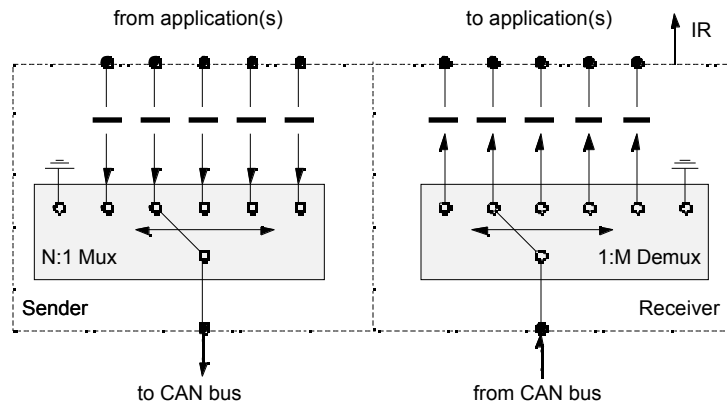 from application(s)
to application(s)
IR
N:1 Mux
1:M Demux
Sender
Receiver
to CAN bus
from CAN bus